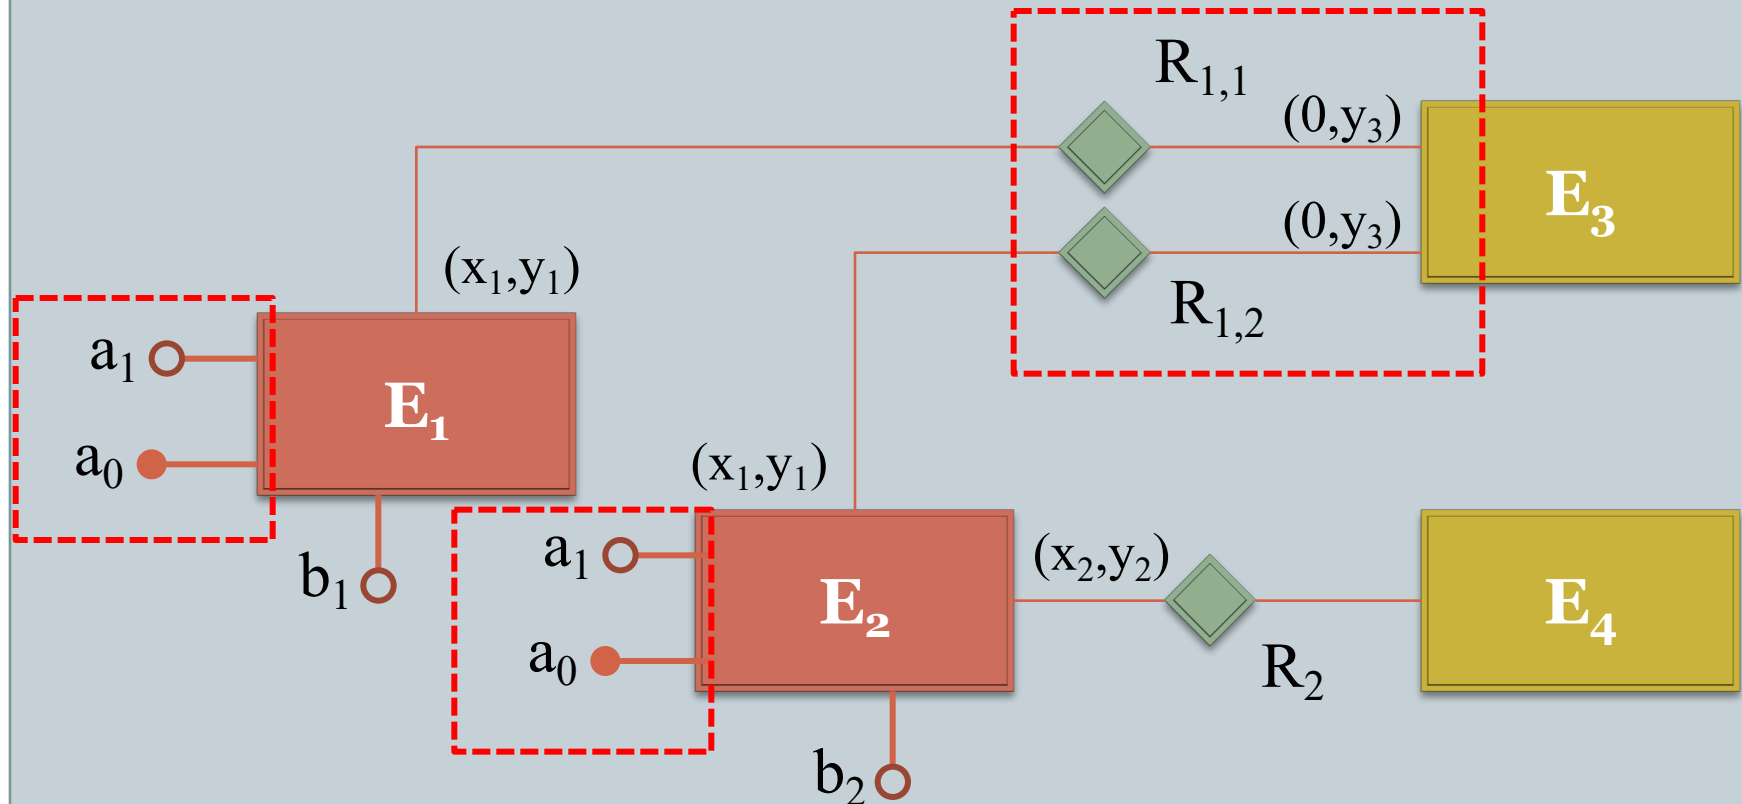 R₁,₁
(0,y₃)
E₃
(0,y₃)
R₁,₂
(x₁,y₁)
a₁
E₁
a₀
b₁
(x₁,y₁)
a₁
E₂
a₀
(x₂,y₂)
E₄
R₂
b₂